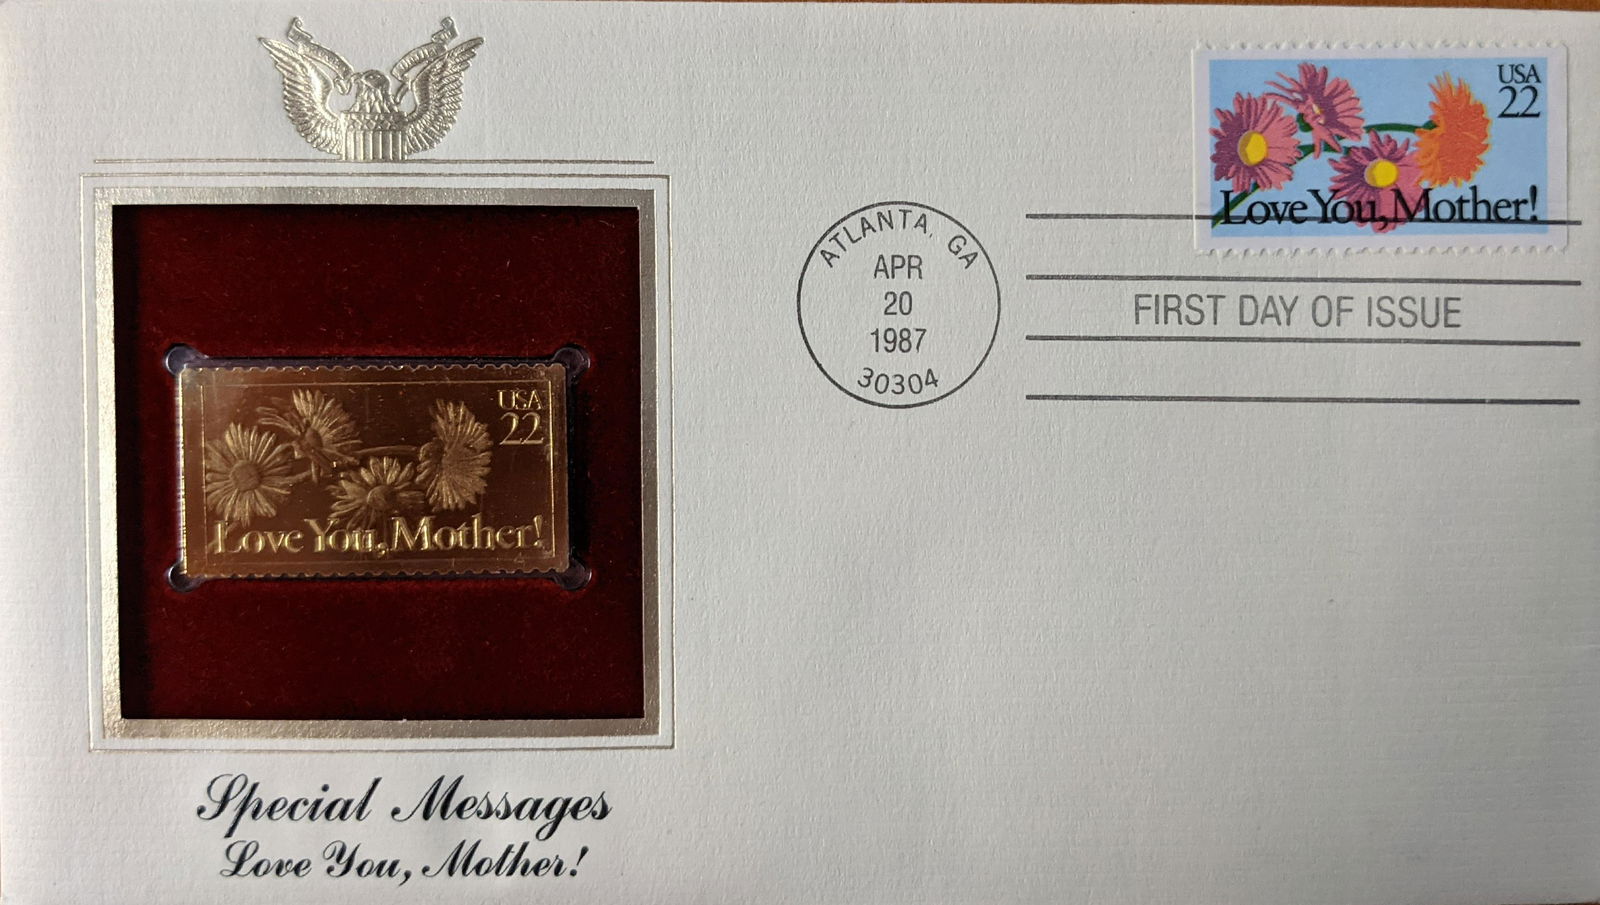 USA
22
Love You, Mother!
ATLANTA, GA
APR
20
1987
30304
FIRST DAY OF ISSUE
USA
22
Love You, Mother!
Special Messages
Love You, Mother!